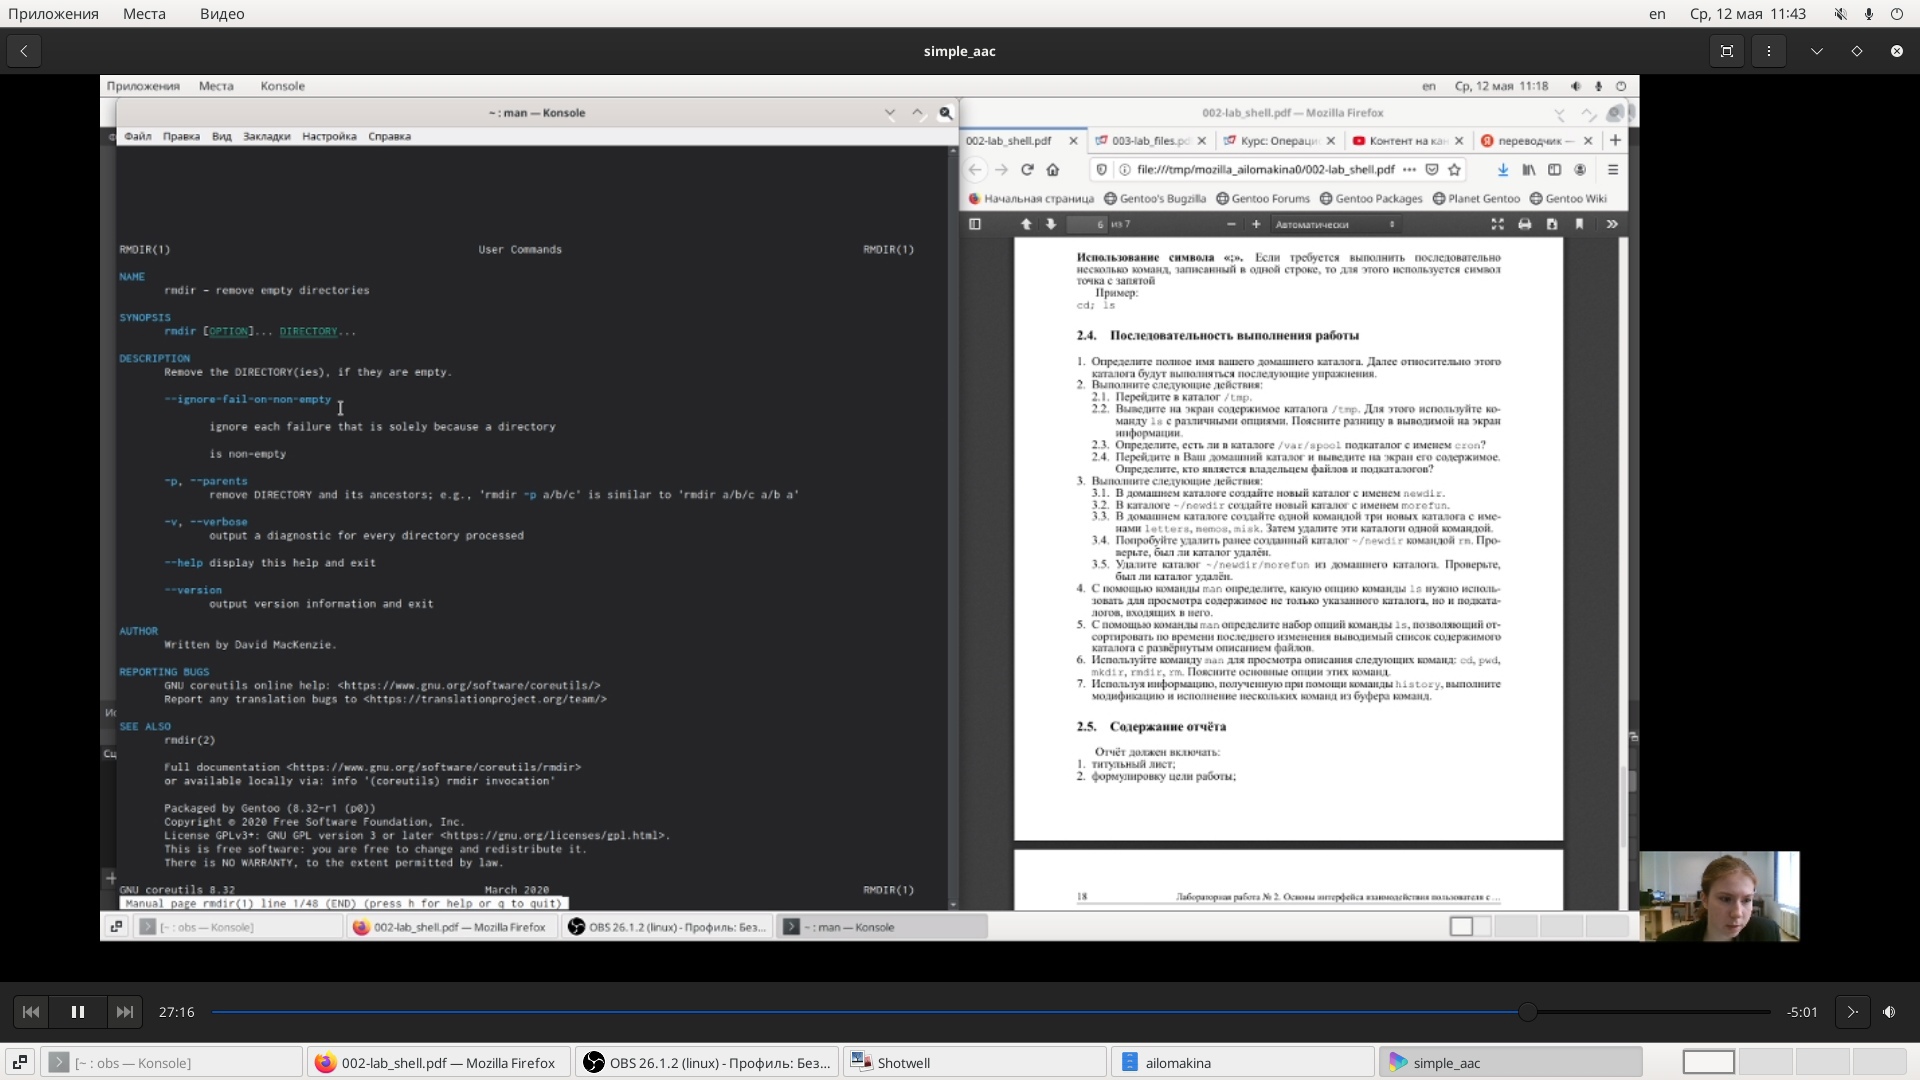 Приложения Места Видео en Ср, 12 мая 11:43
simple_aac
Приложения Места Konsole en Ср, 12 мая 11:18
~ : man — Konsole
Файл Правка Вид Закладки Настройка Справка
RMDIR(1) User Commands RMDIR(1)
NAME
rmdir - remove empty directories
SYNOPSIS
rmdir [OPTION]... DIRECTORY...
DESCRIPTION
Remove the DIRECTORY(ies), if they are empty.
--ignore-fail-on-non-empty
ignore each failure that is solely because a directory
is non-empty
-p, --parents
remove DIRECTORY and its ancestors; e.g., 'rmdir -p a/b/c' is similar to 'rmdir a/b/c a/b a'
-v, --verbose
output a diagnostic for every directory processed
--help display this help and exit
--version
output version information and exit
AUTHOR
Written by David MacKenzie.
REPORTING BUGS
GNU coreutils online help: <https://www.gnu.org/software/coreutils/>
Report any translation bugs to <https://translationproject.org/team/>
SEE ALSO
rmdir(2)
Full documentation <https://www.gnu.org/software/coreutils/rmdir>
or available locally via: info '(coreutils) rmdir invocation'
Packaged by Gentoo (8.32-r1 (p0))
Copyright © 2020 Free Software Foundation, Inc.
License GPLv3+: GNU GPL version 3 or later <https://gnu.org/licenses/gpl.html>.
This is free software: you are free to change and redistribute it.
There is NO WARRANTY, to the extent permitted by law.
GNU coreutils 8.32 March 2020 RMDIR(1)
Manual page rmdir(1) line 1/48 (END) (press h for help or q to quit)
002-lab_shell.pdf — Mozilla Firefox
002-lab_shell.pdf 003-lab_files.pd Курс: Операци Контент на кан переводчик —
file:///tmp/mozilla_ailomakina0/002-lab_shell.pdf
Начальная страница Gentoo's Bugzilla Gentoo Forums Gentoo Packages Planet Gentoo Gentoo Wiki
6 из 7 Автоматически
Использование символа «;». Если требуется выполнить последовательно
несколько команд, записанный в одной строке, то для этого используется символ
точка с запятой
Пример:
cd; ls
2.4. Последовательность выполнения работы
1. Определите полное имя вашего домашнего каталога. Далее относительно этого
каталога будут выполняться последующие упражнения.
2. Выполните следующие действия:
2.1. Перейдите в каталог /tmp.
2.2. Выведите на экран содержимое каталога /tmp. Для этого используйте ко-
манду ls с различными опциями. Поясните разницу в выводимой на экран
информации.
2.3. Определите, есть ли в каталоге /var/spool подкаталог с именем cron?
2.4. Перейдите в Ваш домашний каталог и выведите на экран его содержимое.
Определите, кто является владельцем файлов и подкаталогов?
3. Выполните следующие действия:
3.1. В домашнем каталоге создайте новый каталог с именем newdir.
3.2. В каталоге ~/newdir создайте новый каталог с именем morefun.
3.3. В домашнем каталоге создайте одной командой три новых каталога с име-
нами letters, memos, misk. Затем удалите эти каталоги одной командой.
3.4. Попробуйте удалить ранее созданный каталог ~/newdir командой rm. Про-
верьте, был ли каталог удалён.
3.5. Удалите каталог ~/newdir/morefun из домашнего каталога. Проверьте,
был ли каталог удалён.
4. С помощью команды man определите, какую опцию команды ls нужно исполь-
зовать для просмотра содержимое не только указанного каталога, но и подката-
логов, входящих в него.
5. С помощью команды man определите набор опций команды ls, позволяющий от-
сортировать по времени последнего изменения выводимый список содержимого
каталога с развёрнутым описанием файлов.
6. Используйте команду man для просмотра описания следующих команд: cd, pwd,
mkdir, rmdir, rm. Поясните основные опции этих команд.
7. Используя информацию, полученную при помощи команды history, выполните
модификацию и исполнение нескольких команд из буфера команд.
2.5. Содержание отчёта
Отчёт должен включать:
1. титульный лист;
2. формулировку цели работы;
18 Лабораторная работа № 2. Основы интерфейса взаимодействия пользователя с ...
[~ : obs — Konsole] 002-lab_shell.pdf — Mozilla Firefox OBS 26.1.2 (linux) - Профиль: Без... ~ : man — Konsole
27:16 -5:01
[~ : obs — Konsole] 002-lab_shell.pdf — Mozilla Firefox OBS 26.1.2 (linux) - Профиль: Без... Shotwell ailomakina simple_aac